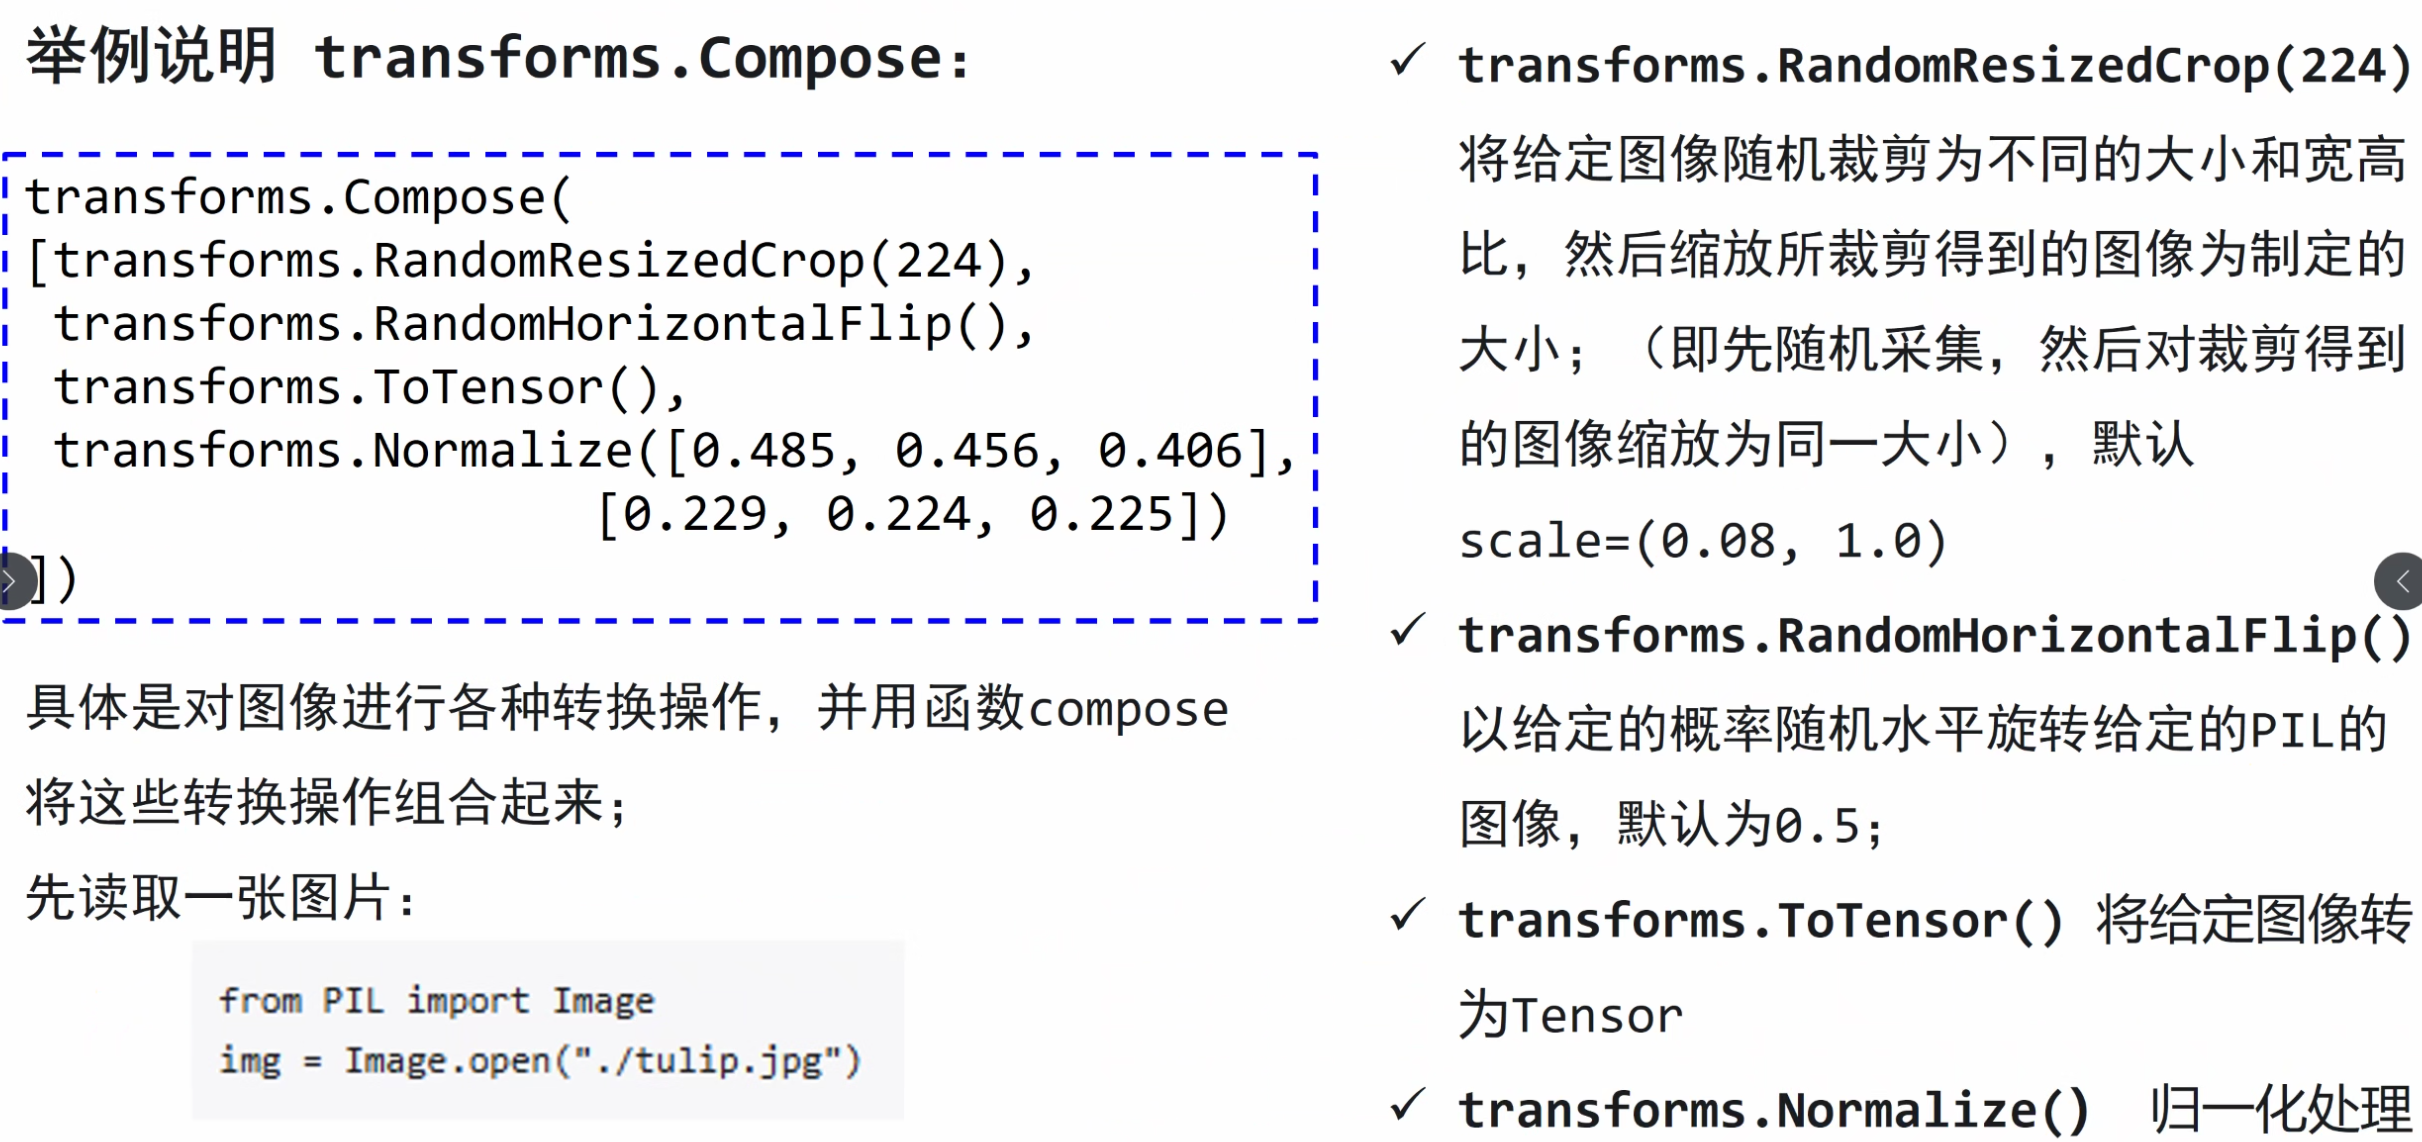 举例说明 transforms.Compose：
transforms.Compose(
[transforms.RandomResizedCrop(224),
transforms.RandomHorizontalFlip(),
transforms.ToTensor(),
transforms.Normalize([0.485, 0.456, 0.406],
[0.229, 0.224, 0.225])
])
具体是对图像进行各种转换操作，并用函数compose
将这些转换操作组合起来；
先读取一张图片：
from PIL import Image
img = Image.open("./tulip.jpg")
✓ transforms.RandomResizedCrop(224)
将给定图像随机裁剪为不同的大小和宽高
比，然后缩放所裁剪得到的图像为制定的
大小；（即先随机采集，然后对裁剪得到
的图像缩放为同一大小），默认
scale=(0.08, 1.0)
✓ transforms.RandomHorizontalFlip()
以给定的概率随机水平旋转给定的PIL的
图像，默认为0.5；
✓ transforms.ToTensor() 将给定图像转
为Tensor
✓ transforms.Normalize() 归一化处理